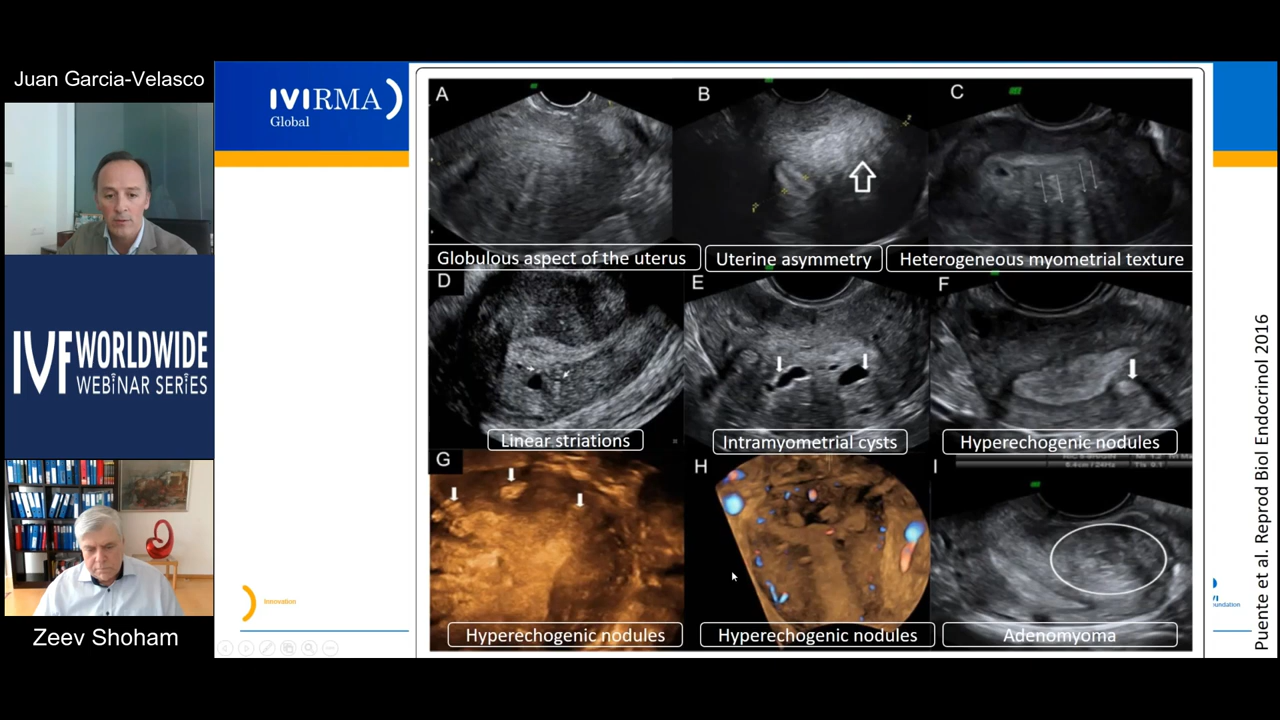 Juan Garcia-Velasco
IVIRMA
Global
IVF WORLDWIDE
WEBINAR SERIES
Zeev Shoham
A
B
C
Globulous aspect of the uterus
Uterine asymmetry
Heterogeneous myometrial texture
D
E
F
Linear striations
Intramyometrial cysts
Hyperechogenic nodules
G
H
I
Hyperechogenic nodules
Hyperechogenic nodules
Adenomyoma
Innovation
Puente et al. Reprod Biol Endocrinol 2016